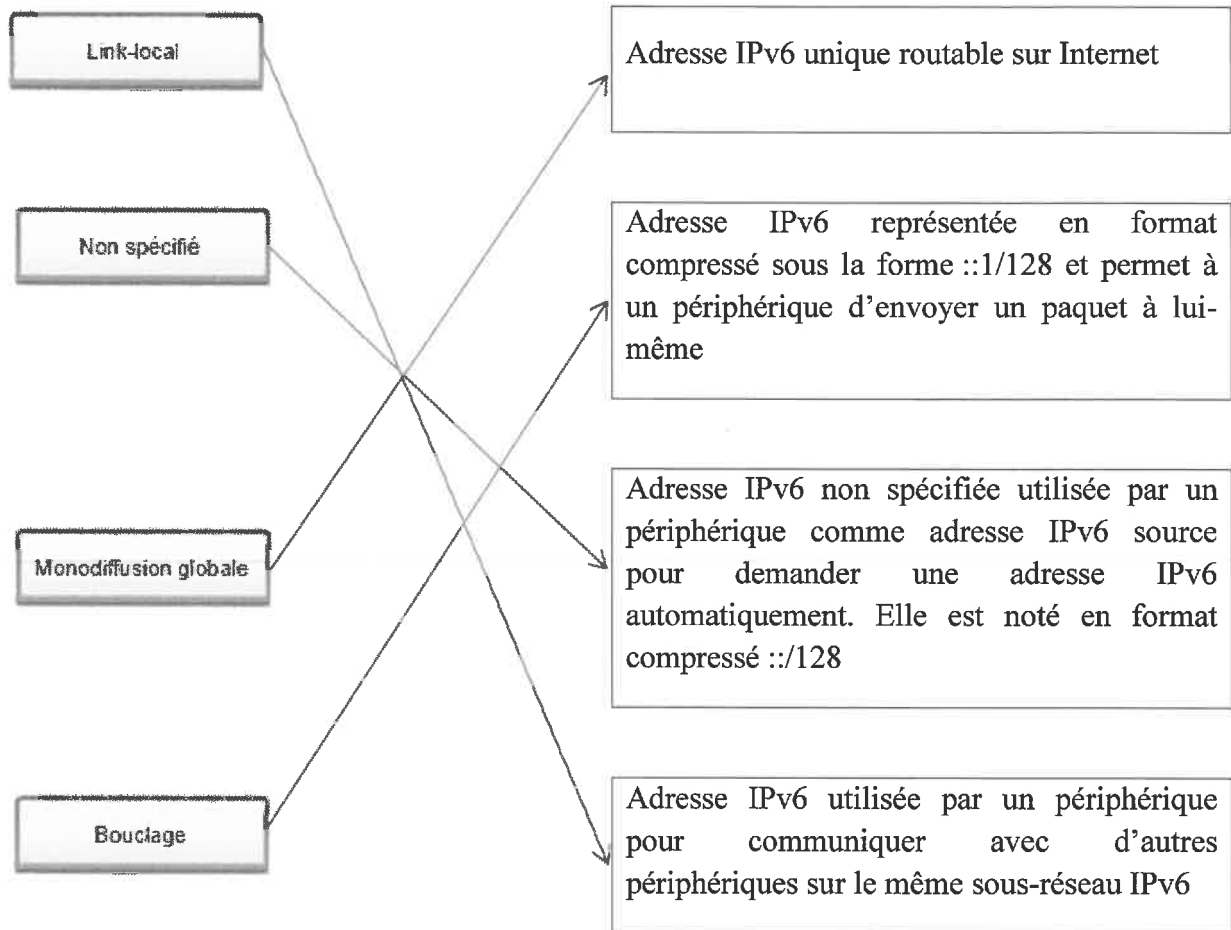 Link-local
Adresse IPv6 unique routable sur Internet
Non spécifié
Adresse IPv6 représentée en format
compressé sous la forme ::1/128 et permet à
un périphérique d'envoyer un paquet à lui-
même
Monodiffusion globale
Adresse IPv6 non spécifiée utilisée par un
périphérique comme adresse IPv6 source
pour demander une adresse IPv6
automatiquement. Elle est noté en format
compressé ::/128
Bouclage
Adresse IPv6 utilisée par un périphérique
pour communiquer avec d'autres
périphériques sur le même sous-réseau IPv6